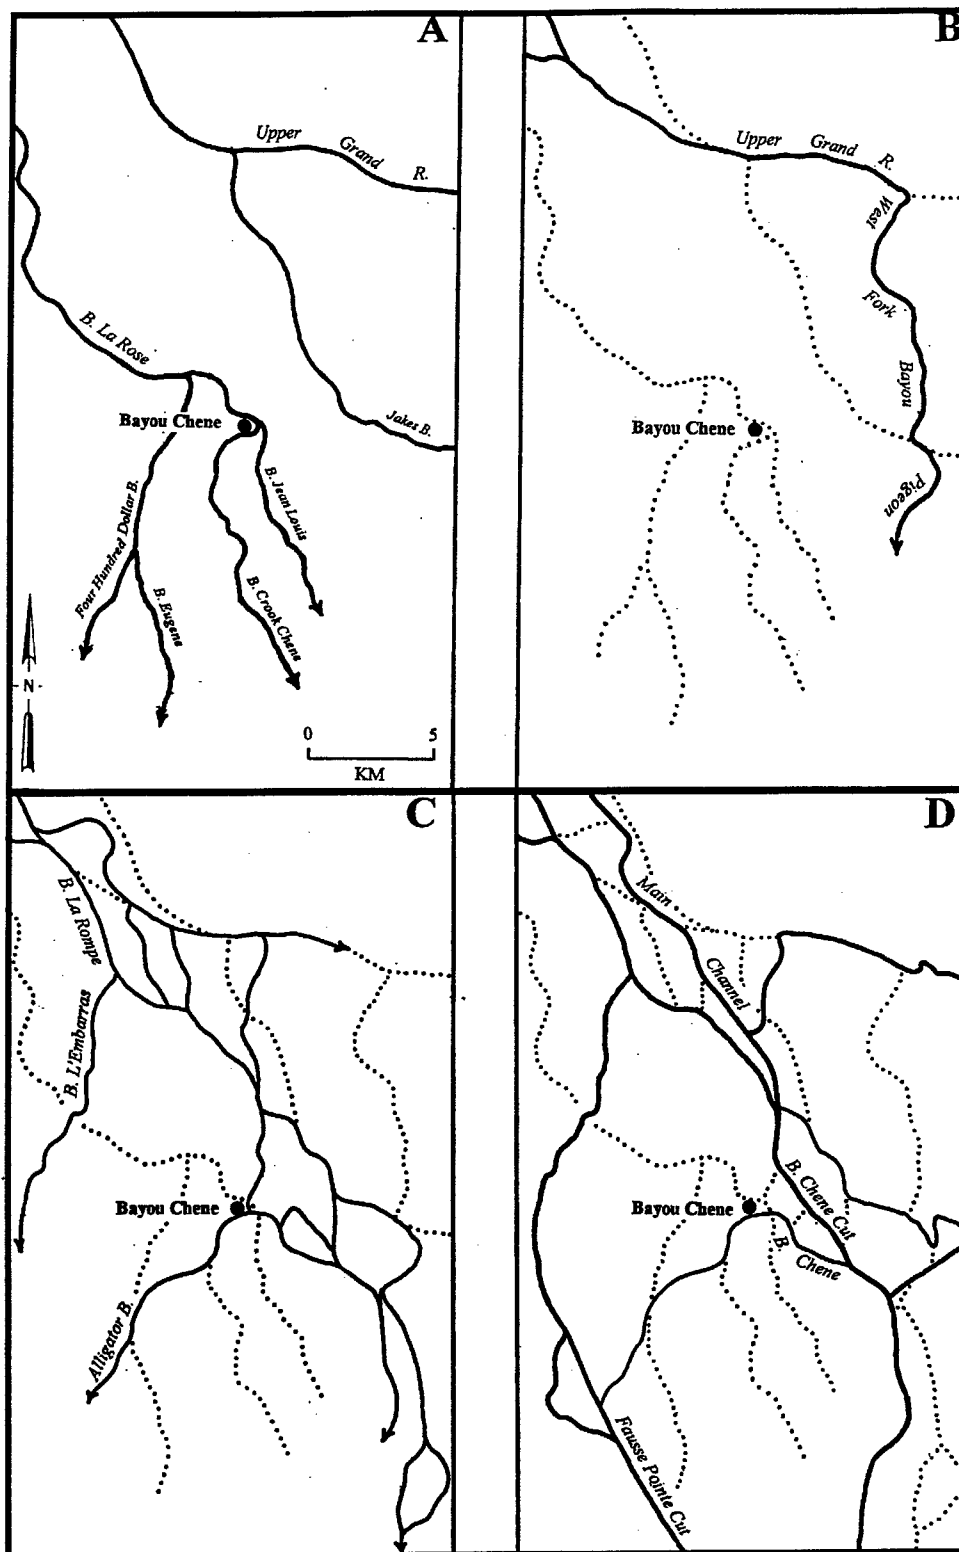 A
Upper Grand R.
B. La Rose
Bayou Chene
Jakes B.
B. Jean Louis
Four Hundred Dollar B.
B. Eugene
B. Crook Chene
N
0 5
KM
B
Upper Grand R.
West Fork Bayou Pigeon
Bayou Chene
C
B. La Rompe
B. L'Embarras
Bayou Chene
Alligator B.
D
Main Channel
B. Chene Cut
Bayou Chene
B. Chene
Fausse Pointe Cut